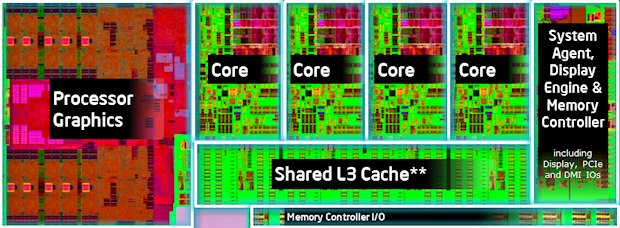 Processor
Graphics
Core
Core
Core
Core
System
Agent,
Display
Engine &
Memory
Controller
including
Display, PCIe
and DMI IOs
Shared L3 Cache**
Memory Controller I/O